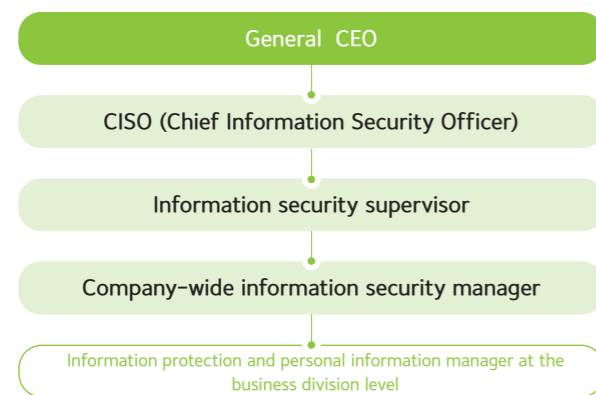 General CEO
CISO (Chief Information Security Officer)
Information security supervisor
Company-wide information security manager
Information protection and personal information manager at the
business division level